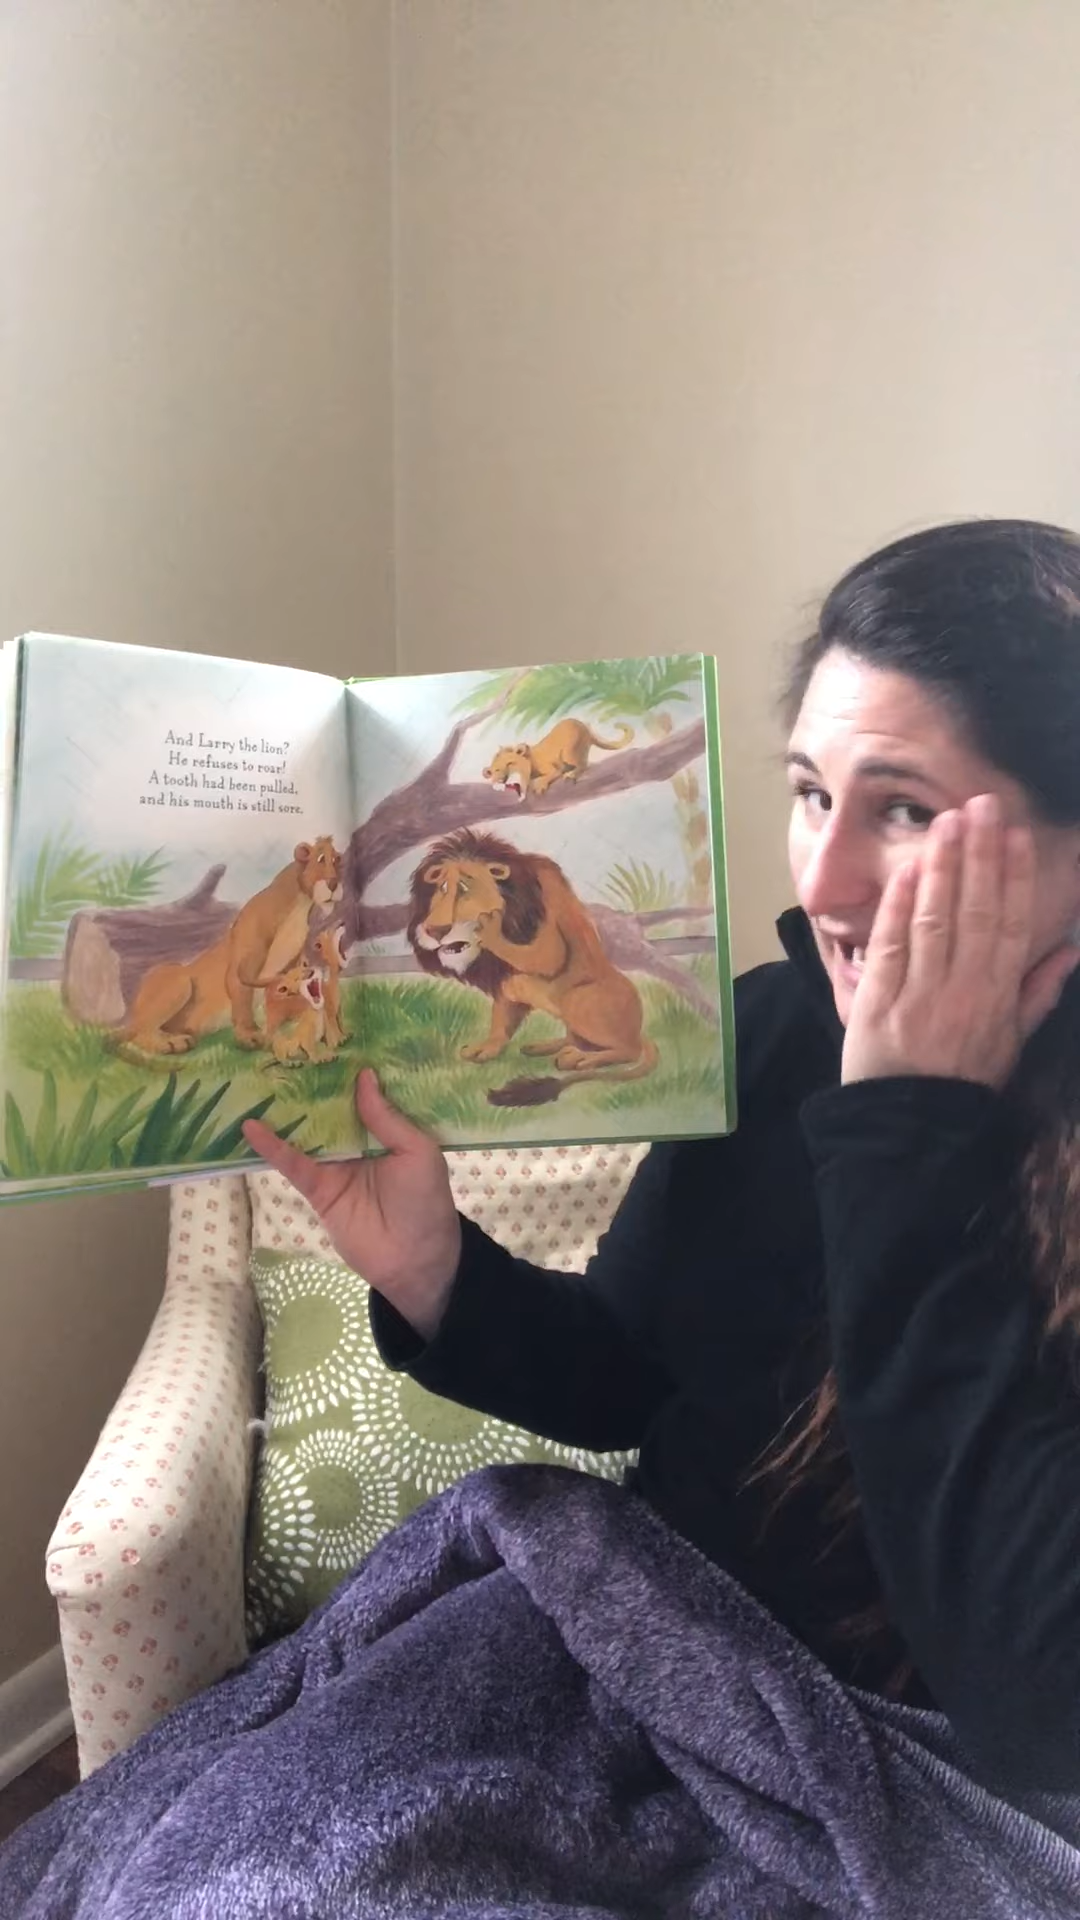 And Larry the lion?
He refuses to roar!
A tooth had been pulled,
and his mouth is still sore.